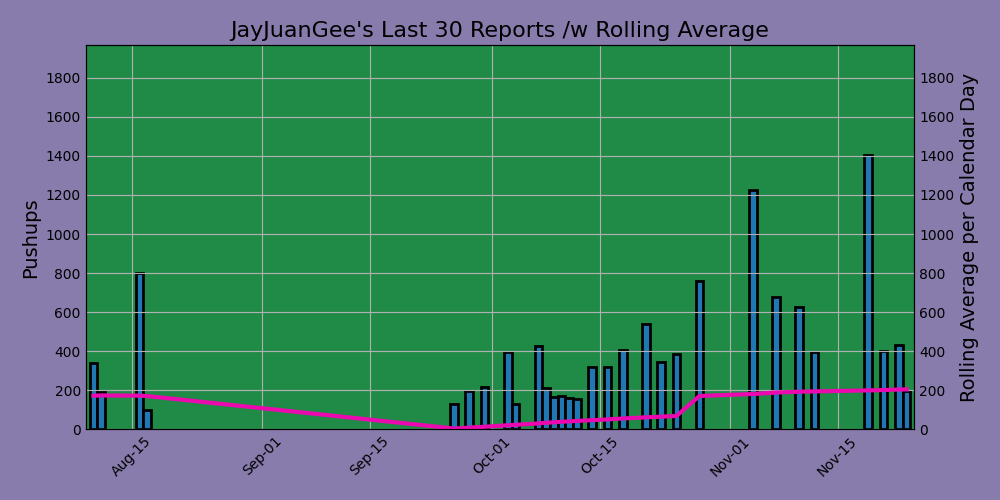 JayJuanGee's Last 30 Reports /w Rolling Average
Pushups
1800
1600
1400
1200
1000
800
600
400
200
0
1800
1600
1400
1200
1000
800
600
400
200
0
Rolling Average per Calendar Day
Aug-15
Sep-01
Sep-15
Oct-01
Oct-15
Nov-01
Nov-15